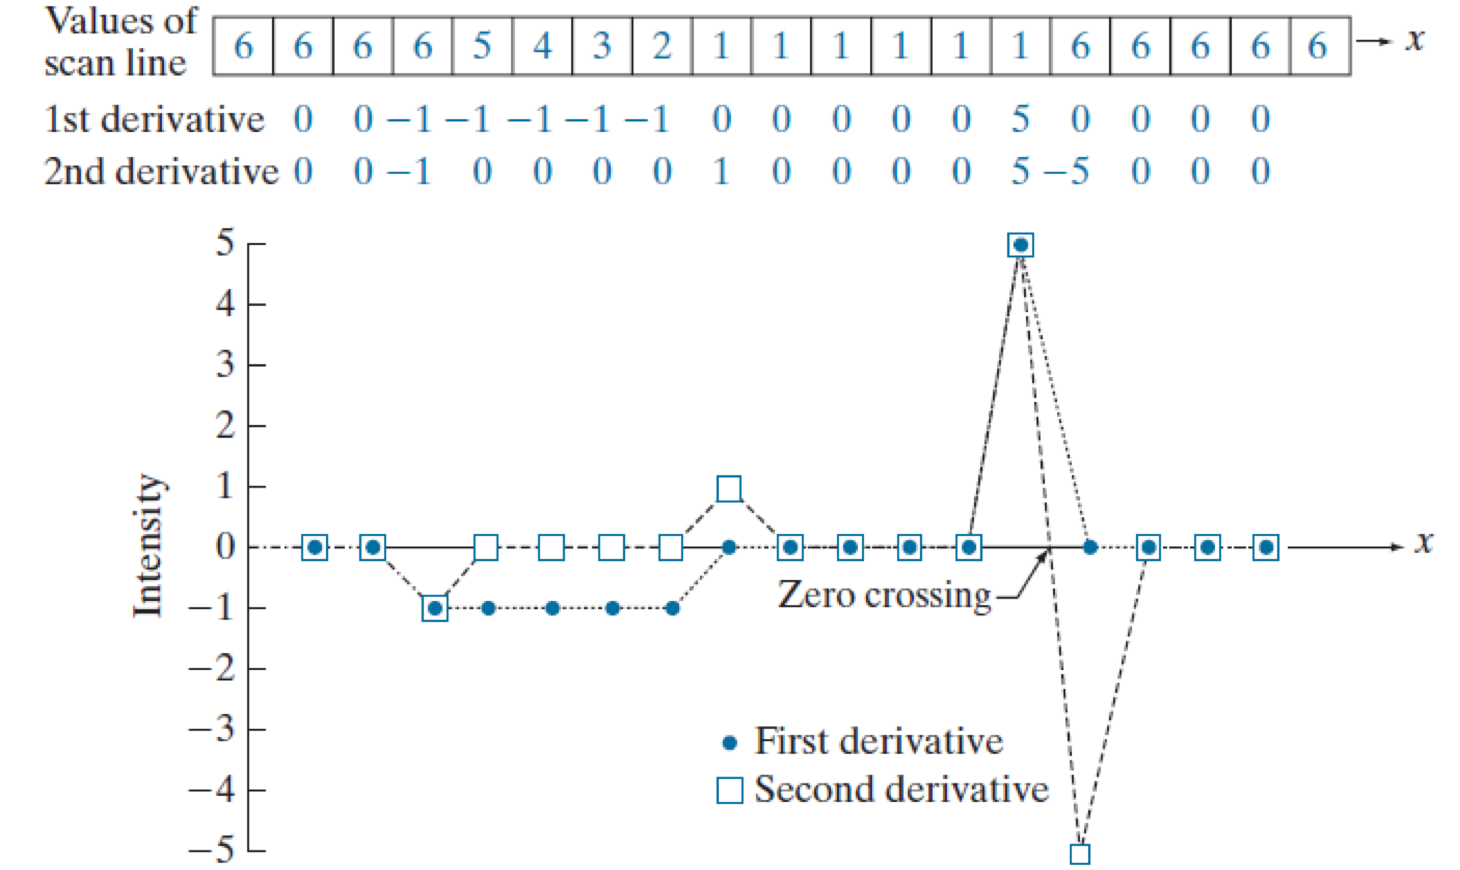 Values of
scan line
6 6 6 6 5 4 3 2 1 1 1 1 1 1 6 6 6 6 6 → x
1st derivative 0 0 −1 −1 −1 −1 −1 0 0 0 0 0 5 0 0 0 0
2nd derivative 0 0 −1 0 0 0 0 1 0 0 0 0 5 −5 0 0 0
5
4
3
2
1
0
−1
−2
−3
−4
−5
Intensity
x
Zero crossing
First derivative
Second derivative